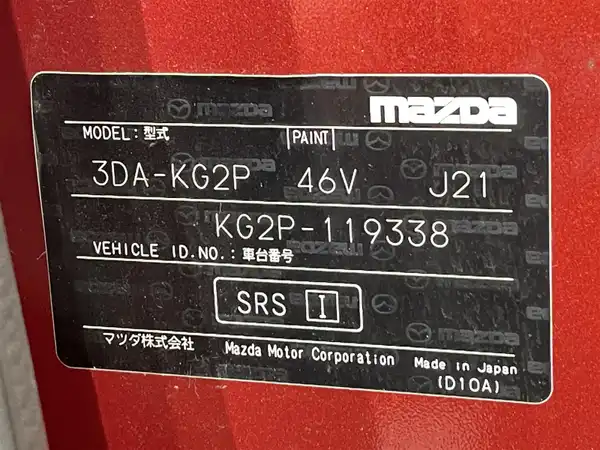 mazda
MODEL: 型式 PAINT
3DA-KG2P 46V J21
KG2P-119338
VEHICLE ID.NO.: 車台番号
SRS I
マツダ株式会社 Mazda Motor Corporation Made in Japan
(D10A)